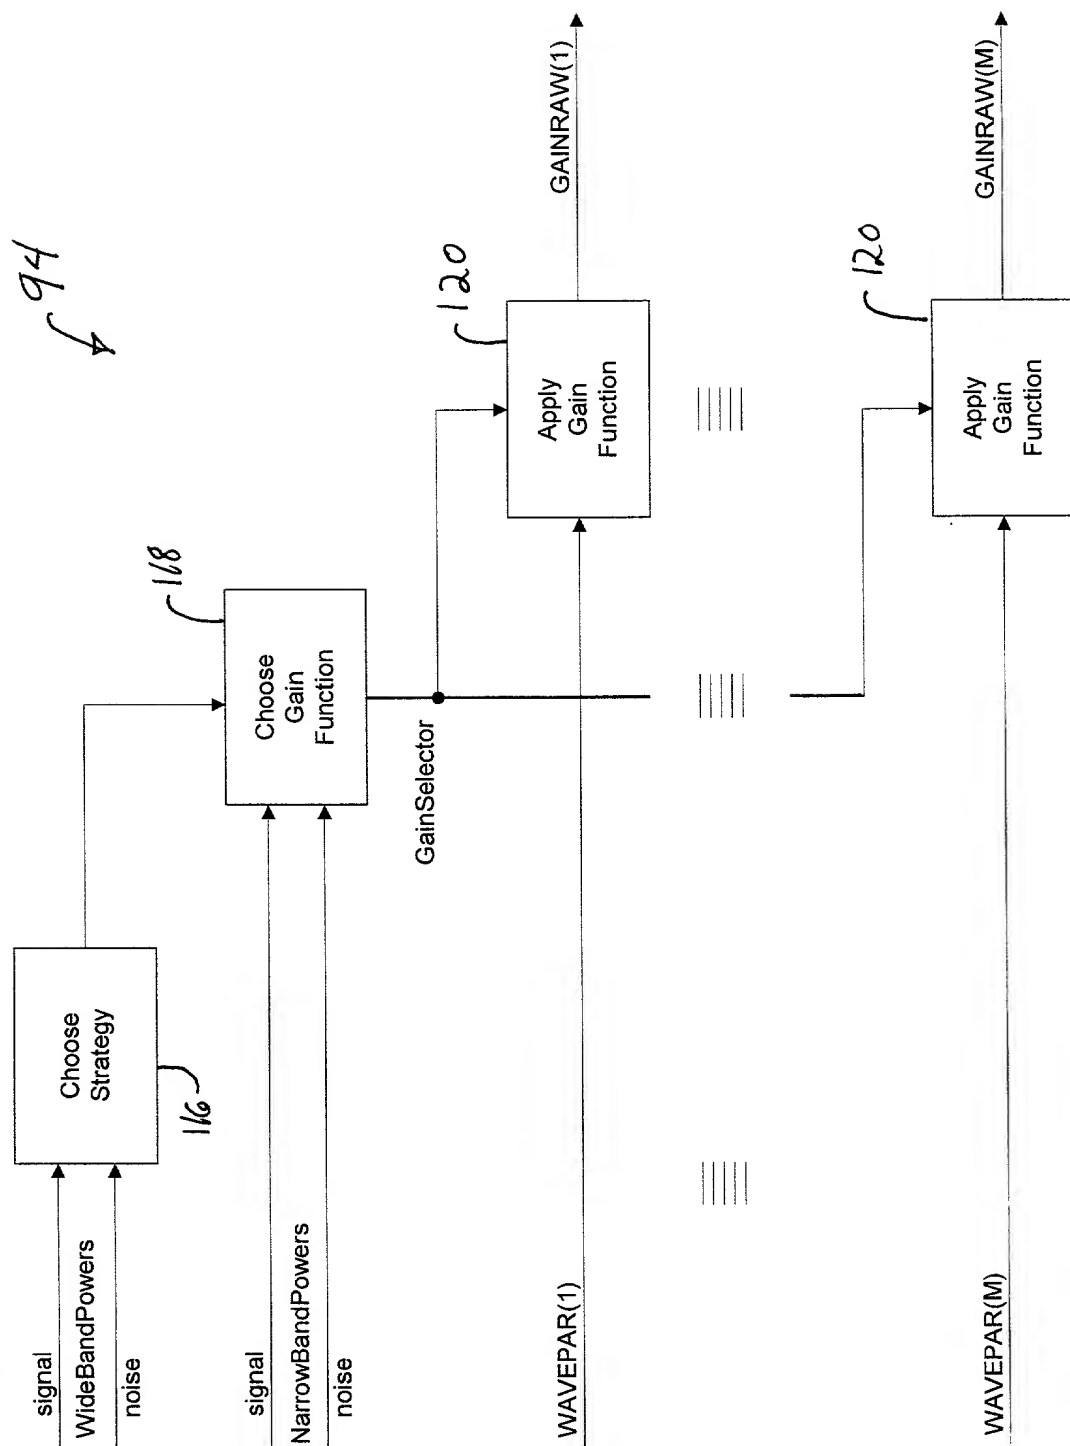 94
signal
WideBandPowers
noise
Choose
Strategy
116
signal
NarrowBandPowers
noise
Choose
Gain
Function
118
GainSelector
WAVEPAR(1)
Apply
Gain
Function
120
GAINRAW(1)
WAVEPAR(M)
Apply
Gain
Function
120
GAINRAW(M)